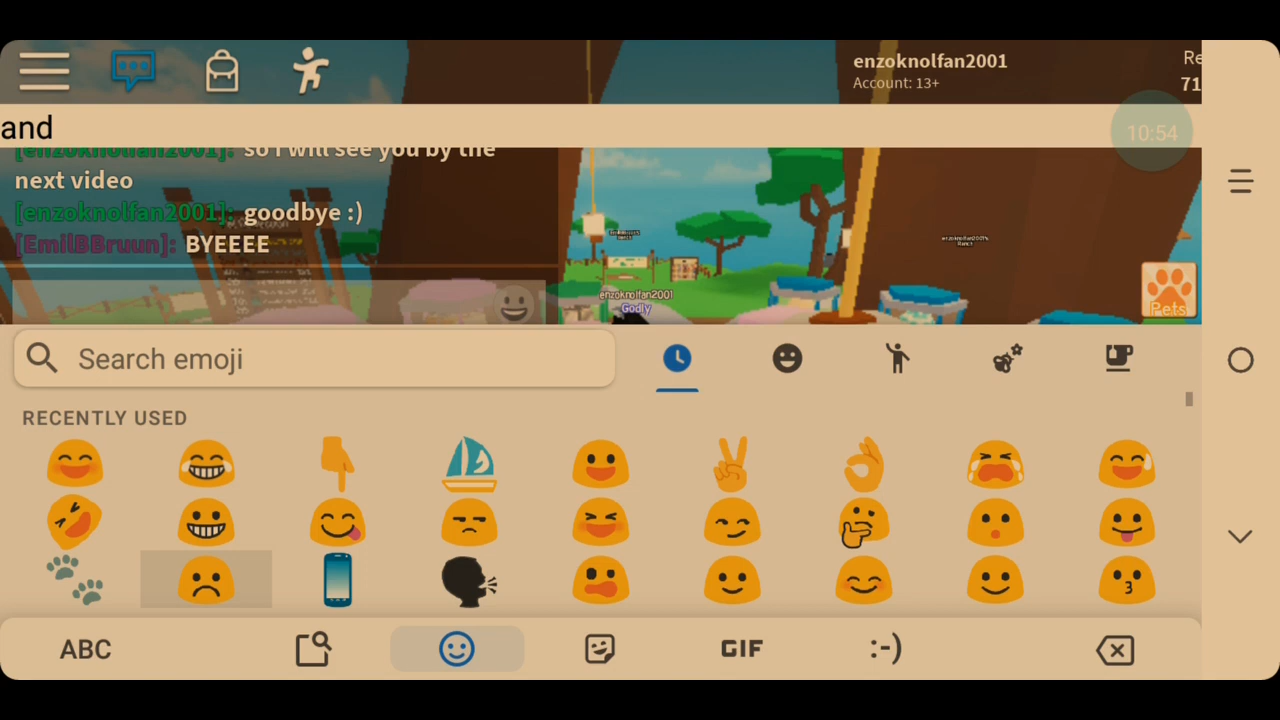 enzoknolfan2001
Account: 13+
Re
71
and
10:54
[enzoknolfan2001]: so I will see you by the
next video
[enzoknolfan2001]: goodbye :)
[EmilBBruun]: BYEEEE
enzoknolfan2001
Godly
Pets
Search emoji
RECENTLY USED
ABC
GIF
:-)